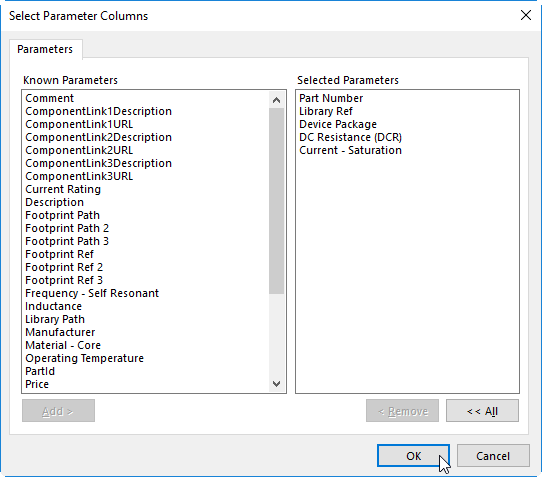 Select Parameter Columns
Parameters
Known Parameters
Comment
ComponentLink1Description
ComponentLink1URL
ComponentLink2Description
ComponentLink2URL
ComponentLink3Description
ComponentLink3URL
Current Rating
Description
Footprint Path
Footprint Path 2
Footprint Path 3
Footprint Ref
Footprint Ref 2
Footprint Ref 3
Frequency - Self Resonant
Inductance
Library Path
Manufacturer
Material - Core
Operating Temperature
PartId
Price
Add >
Selected Parameters
Part Number
Library Ref
Device Package
DC Resistance (DCR)
Current - Saturation
< Remove
<< All
OK
Cancel